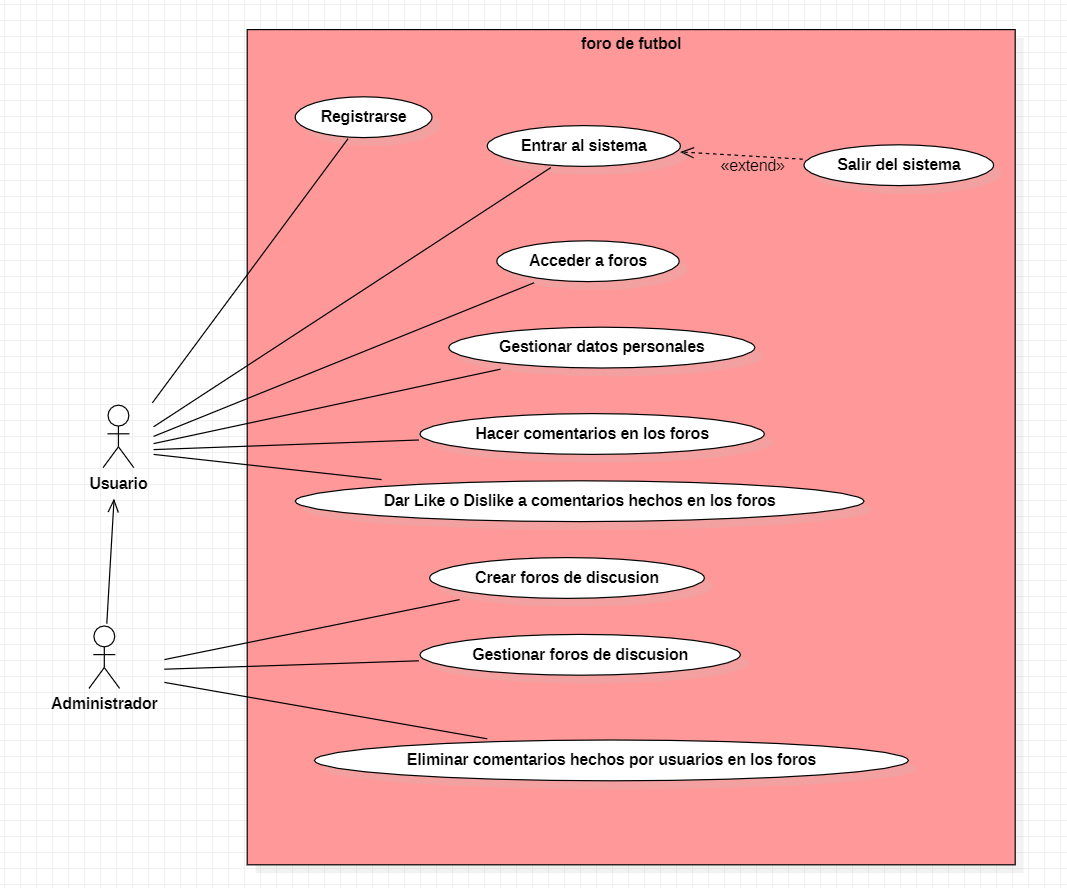 foro de futbol
Registrarse
Entrar al sistema
«extend»
Salir del sistema
Acceder a foros
Gestionar datos personales
Hacer comentarios en los foros
Usuario
Dar Like o Dislike a comentarios hechos en los foros
Crear foros de discusion
Gestionar foros de discusion
Administrador
Eliminar comentarios hechos por usuarios en los foros